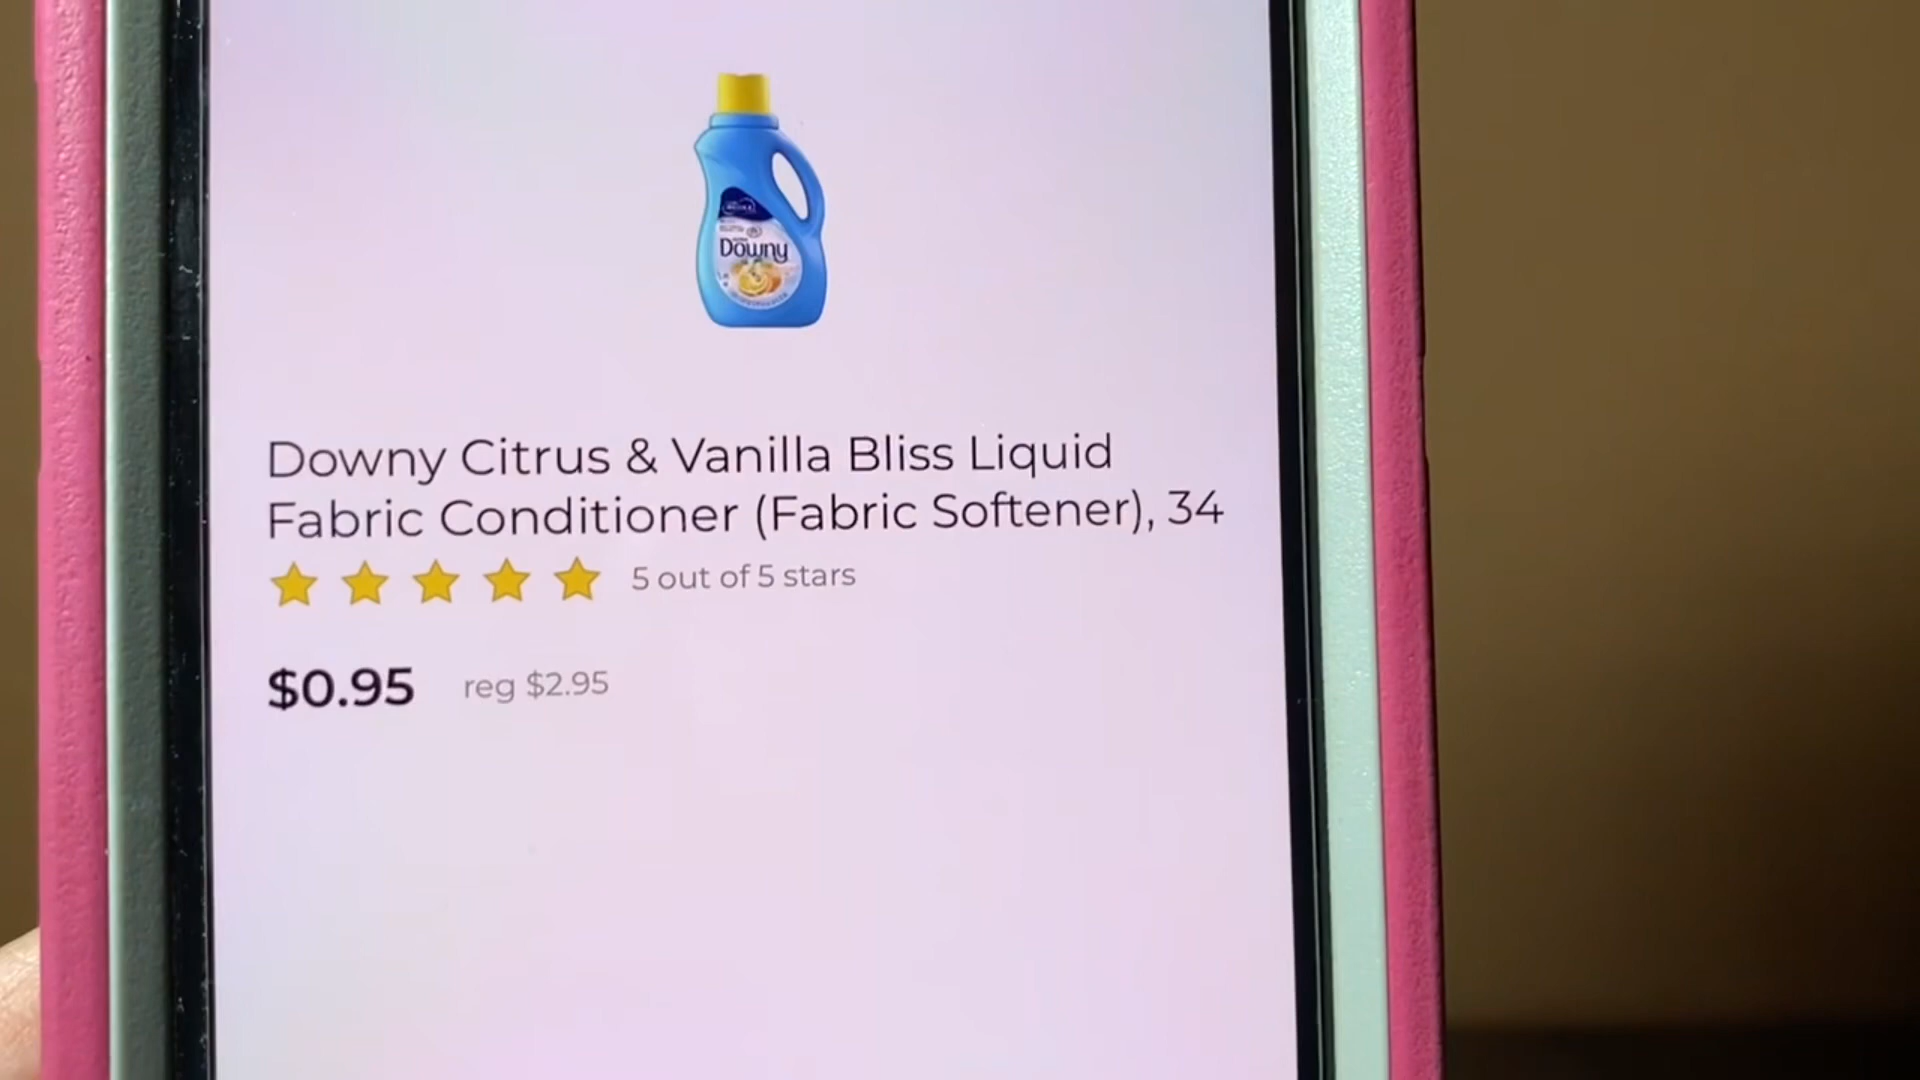 Downy
Downy Citrus & Vanilla Bliss Liquid
Fabric Conditioner (Fabric Softener), 34
5 out of 5 stars
$0.95 reg $2.95